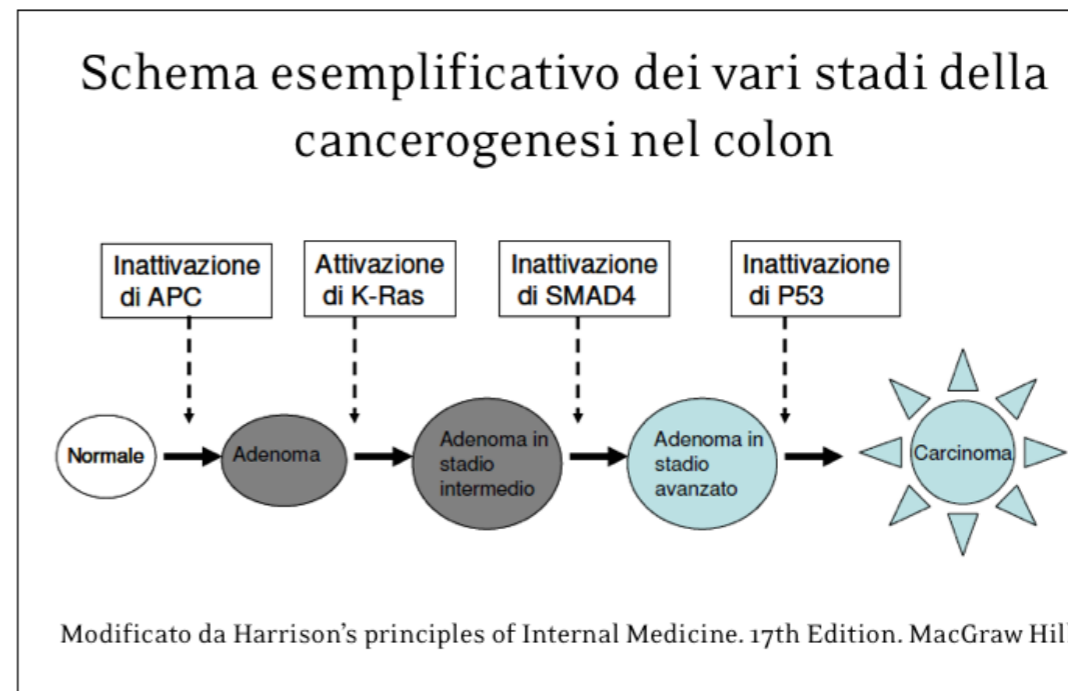 Schema esemplificativo dei vari stadi della
cancerogenesi nel colon
Inattivazione
di APC
Attivazione
di K-Ras
Inattivazione
di SMAD4
Inattivazione
di P53
Normale
Adenoma
Adenoma in
stadio
intermedio
Adenoma in
stadio
avanzato
Carcinoma
Modificato da Harrison's principles of Internal Medicine. 17th Edition. MacGraw Hill